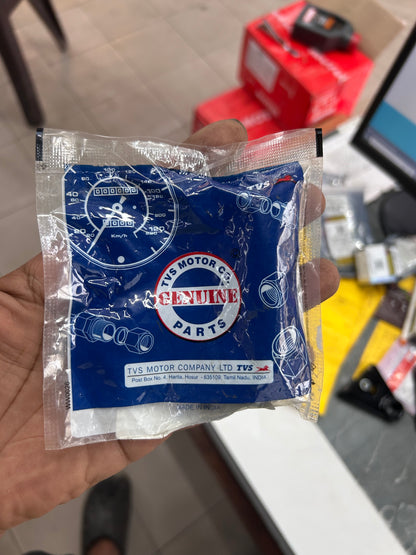 TVS
Km/h
TVS MOTOR CO.
GENUINE
PARTS
TVS MOTOR COMPANY LTD TVS
Post Box No. 4, Harita, Hosur - 635109, Tamil Nadu, INDIA
MADE IN INDIA